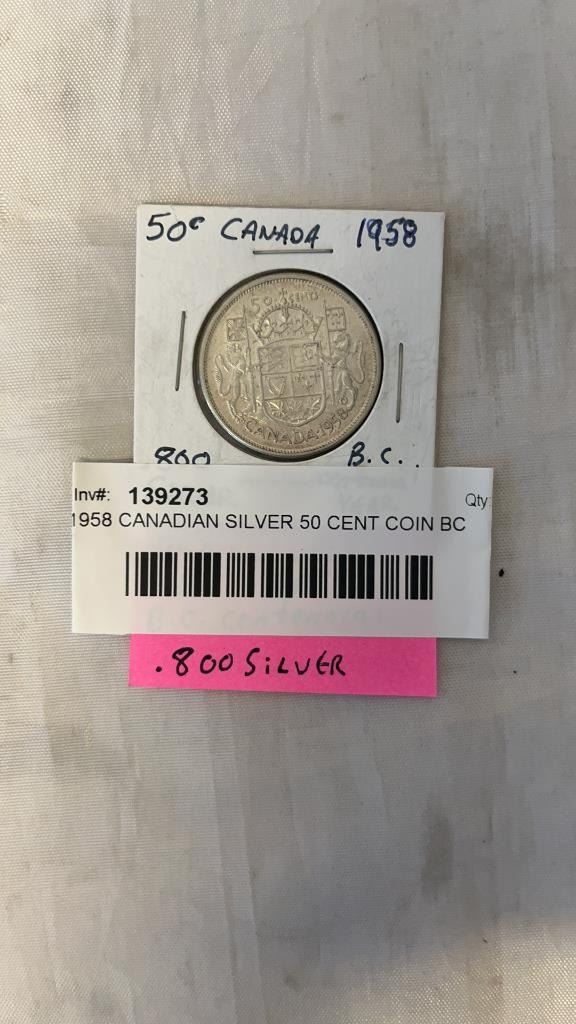 50c CANADA 1958
50 CENTS
CANADA 1958
800 B.C.
Inv#: 139273 Qty
1958 CANADIAN SILVER 50 CENT COIN BC
.800 SILVER